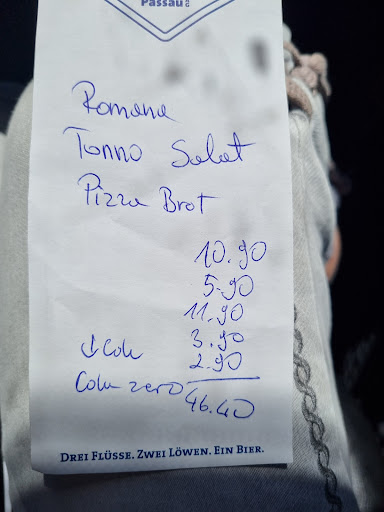 Passau
Romana
Tonno Salat
Pizza Brot
10.90
5.90
11.90
3.90
Cola 2.90
Cola zero
46.40
DREI FLÜSSE. ZWEI LÖWEN. EIN BIER.